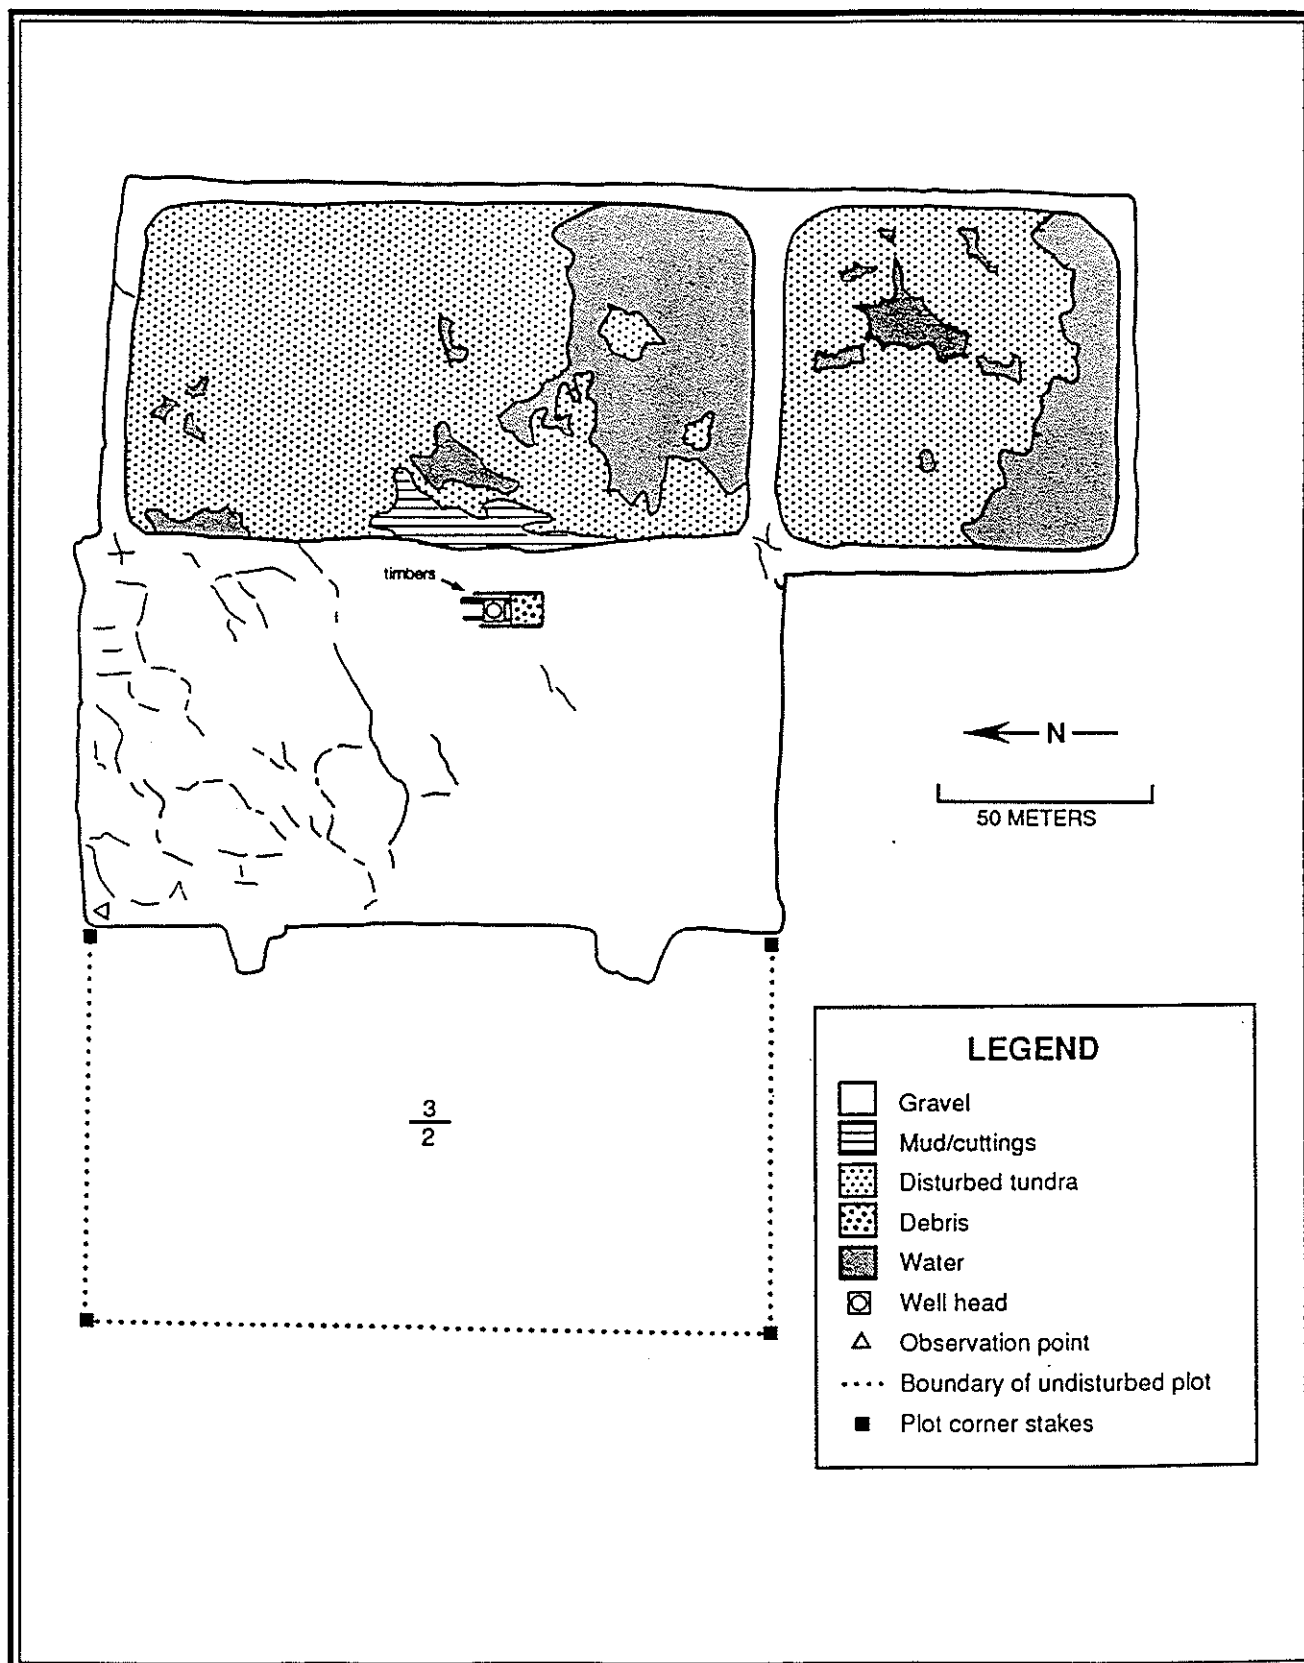 timbers
N
50 METERS
3
2
LEGEND
Gravel
Mud/cuttings
Disturbed tundra
Debris
Water
Well head
Observation point
Boundary of undisturbed plot
Plot corner stakes